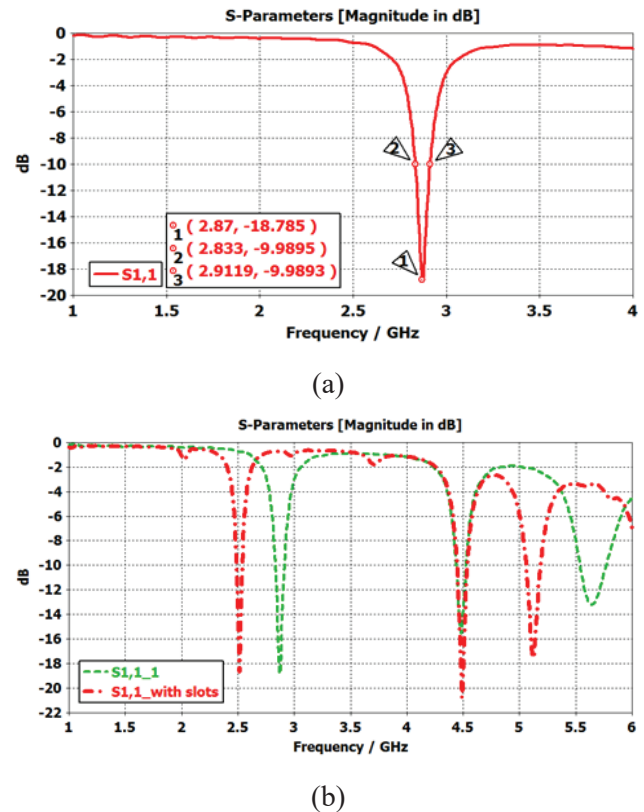 S-Parameters [Magnitude in dB]
0
-2
-4
-6
-8
-10
-12
-14
-16
-18
-20
dB
2
3
1
1 ( 2.87, -18.785 )
2 ( 2.833, -9.9895 )
3 ( 2.9119, -9.9893 )
S1,1
1 1.5 2 2.5 3 3.5 4
Frequency / GHz
(a)
S-Parameters [Magnitude in dB]
0
-2
-4
-6
-8
-10
-12
-14
-16
-18
-20
-22
dB
S1,1_1
S1,1_with slots
1 1.5 2 2.5 3 3.5 4 4.5 5 5.5 6
Frequency / GHz
(b)